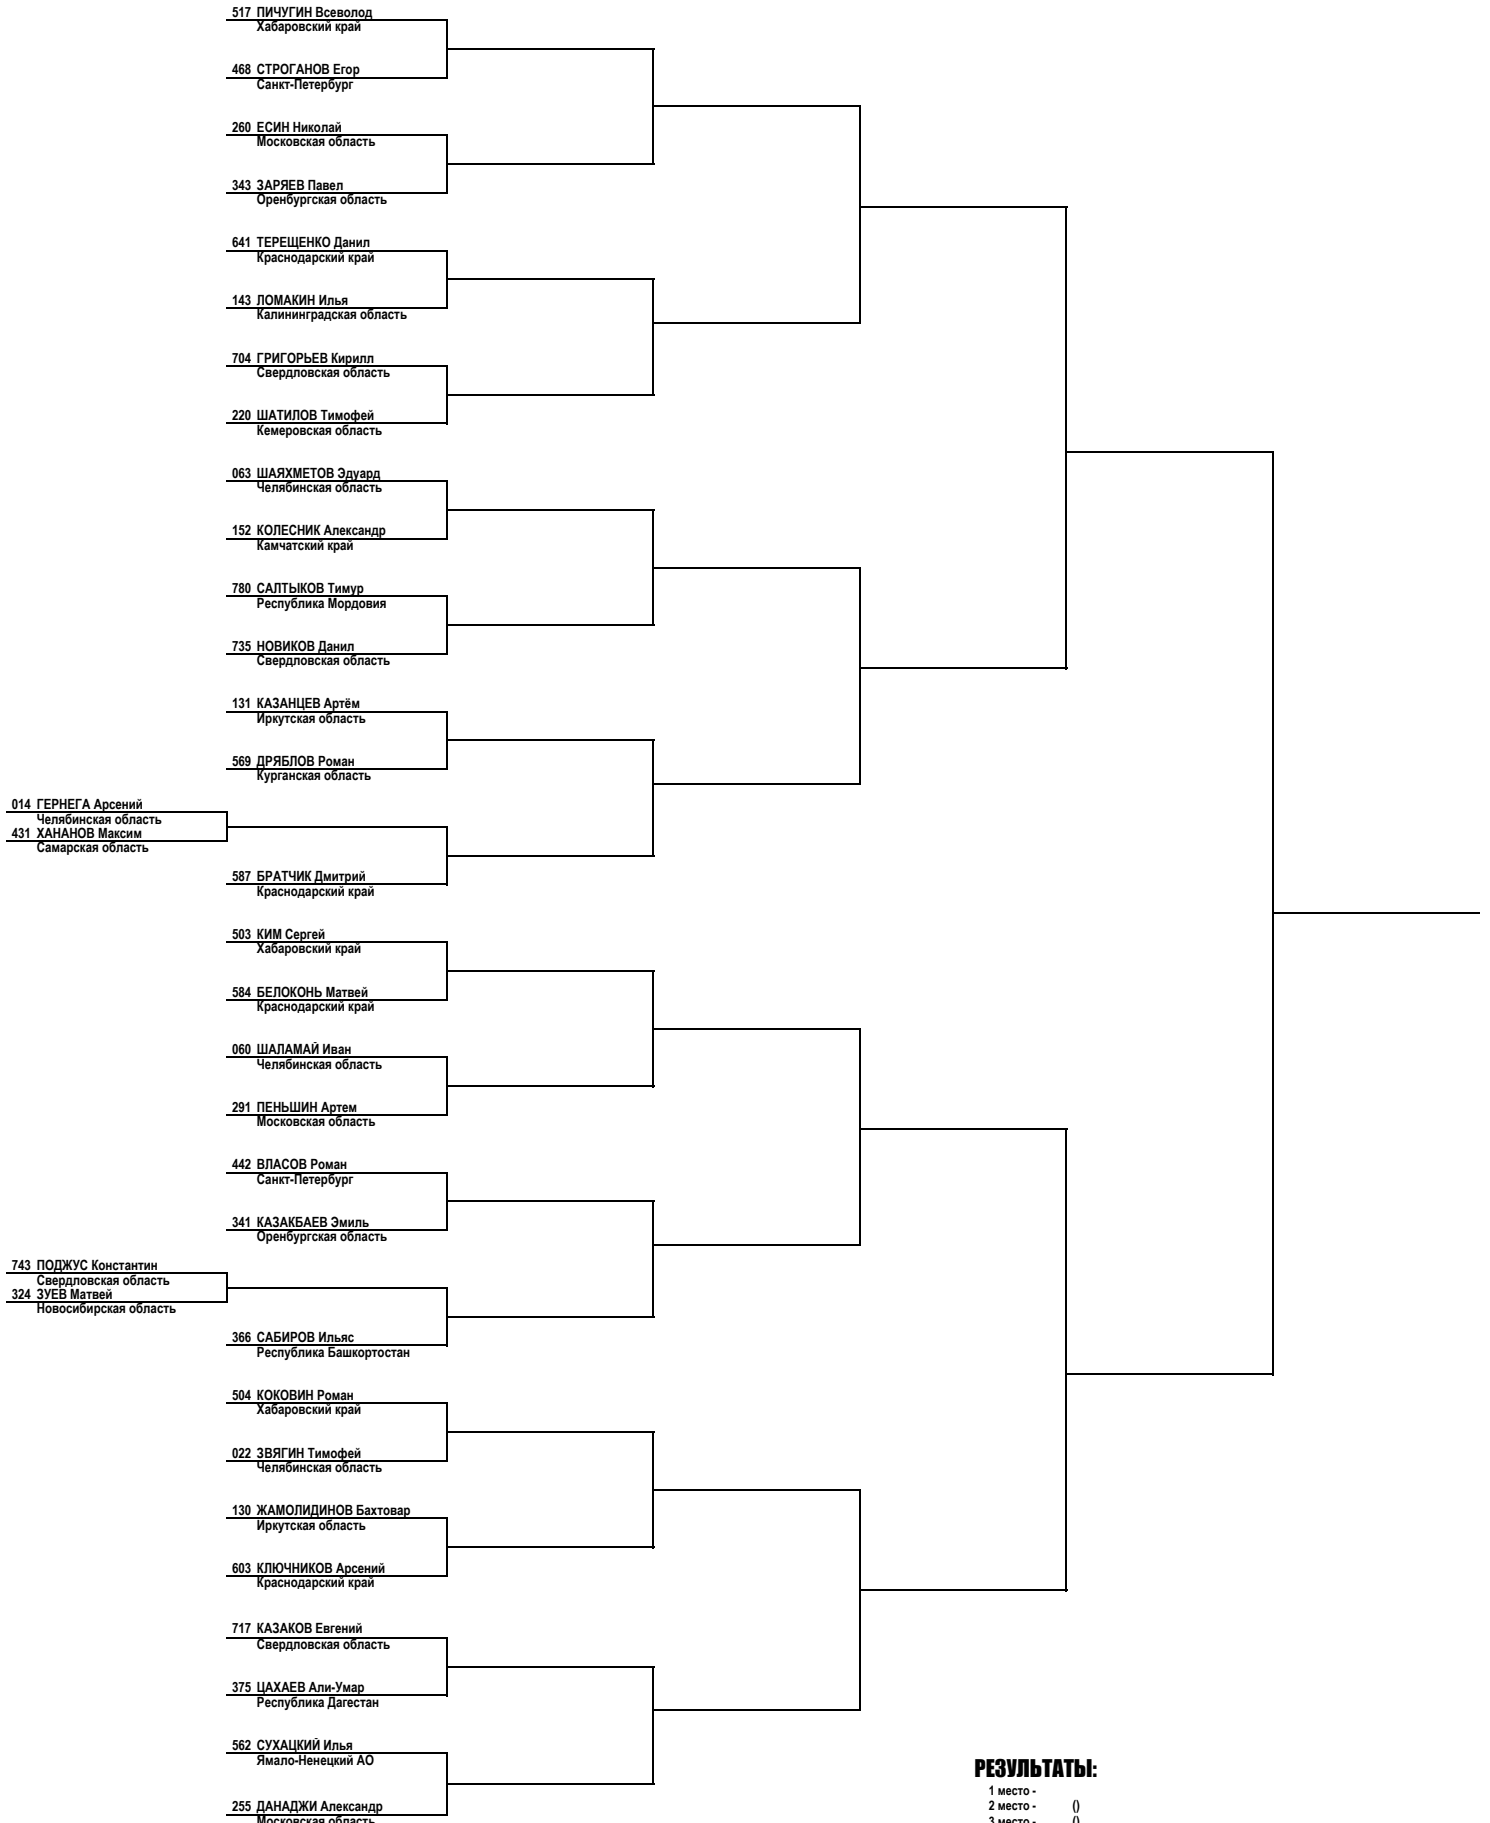 517 ПИЧУГИН Всеволод
Хабаровский край
468 СТРОГАНОВ Егор
Санкт-Петербург
260 ЕСИН Николай
Московская область
343 ЗАРЯЕВ Павел
Оренбургская область
641 ТЕРЕЩЕНКО Данил
Краснодарский край
143 ЛОМАКИН Илья
Калининградская область
704 ГРИГОРЬЕВ Кирилл
Свердловская область
220 ШАТИЛОВ Тимофей
Кемеровская область
063 ШАЯХМЕТОВ Эдуард
Челябинская область
152 КОЛЕСНИК Александр
Камчатский край
780 САЛТЫКОВ Тимур
Республика Мордовия
735 НОВИКОВ Данил
Свердловская область
131 КАЗАНЦЕВ Артём
Иркутская область
569 ДРЯБЛОВ Роман
Курганская область
014 ГЕРНЕГА Арсений
Челябинская область
431 ХАНАНОВ Максим
Самарская область
587 БРАТЧИК Дмитрий
Краснодарский край
503 КИМ Сергей
Хабаровский край
584 БЕЛОКОНЬ Матвей
Краснодарский край
060 ШАЛАМАЙ Иван
Челябинская область
291 ПЕНЬШИН Артем
Московская область
442 ВЛАСОВ Роман
Санкт-Петербург
341 КАЗАКБАЕВ Эмиль
Оренбургская область
743 ПОДЖУС Константин
Свердловская область
324 ЗУЕВ Матвей
Новосибирская область
366 САБИРОВ Ильяс
Республика Башкортостан
504 КОКОВИН Роман
Хабаровский край
022 ЗВЯГИН Тимофей
Челябинская область
130 ЖАМОЛИДИНОВ Бахтовар
Иркутская область
603 КЛЮЧНИКОВ Арсений
Краснодарский край
717 КАЗАКОВ Евгений
Свердловская область
375 ЦАХАЕВ Али-Умар
Республика Дагестан
562 СУХАЦКИЙ Илья
Ямало-Ненецкий АО
255 ДАНАДЖИ Александр
Московская область
РЕЗУЛЬТАТЫ:
1 место -
2 место - ()
3 место - ()